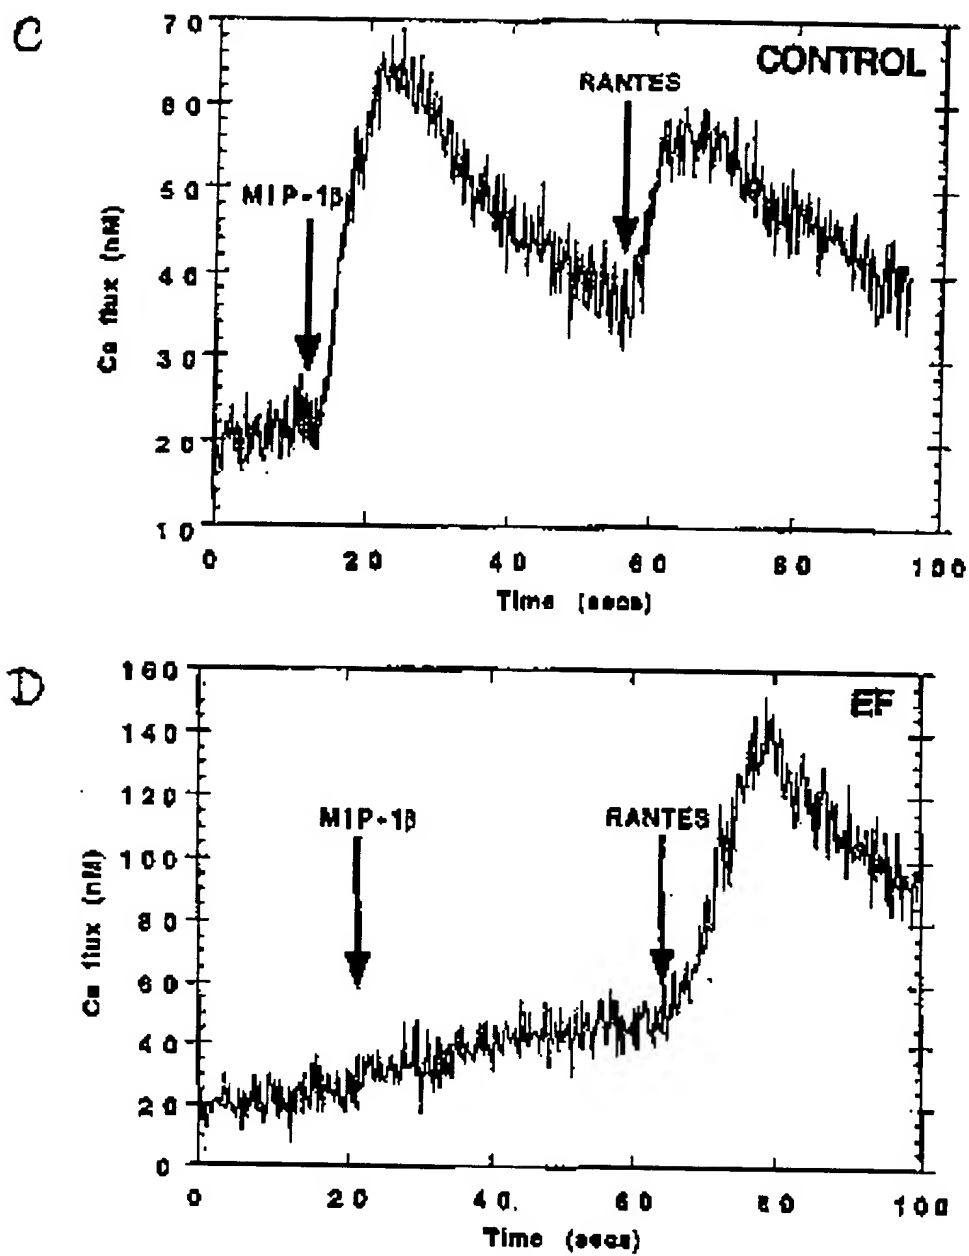 C
CONTROL
RANTES
MIP-1β
70
60
50
40
30
20
10
Ca flux (nM)
0 20 40 60 80 100
Time (secs)
D
EF
MIP-1β
RANTES
160
140
120
100
80
60
40
20
0
Ca flux (nM)
0 20 40. 60 80 100
Time (secs)